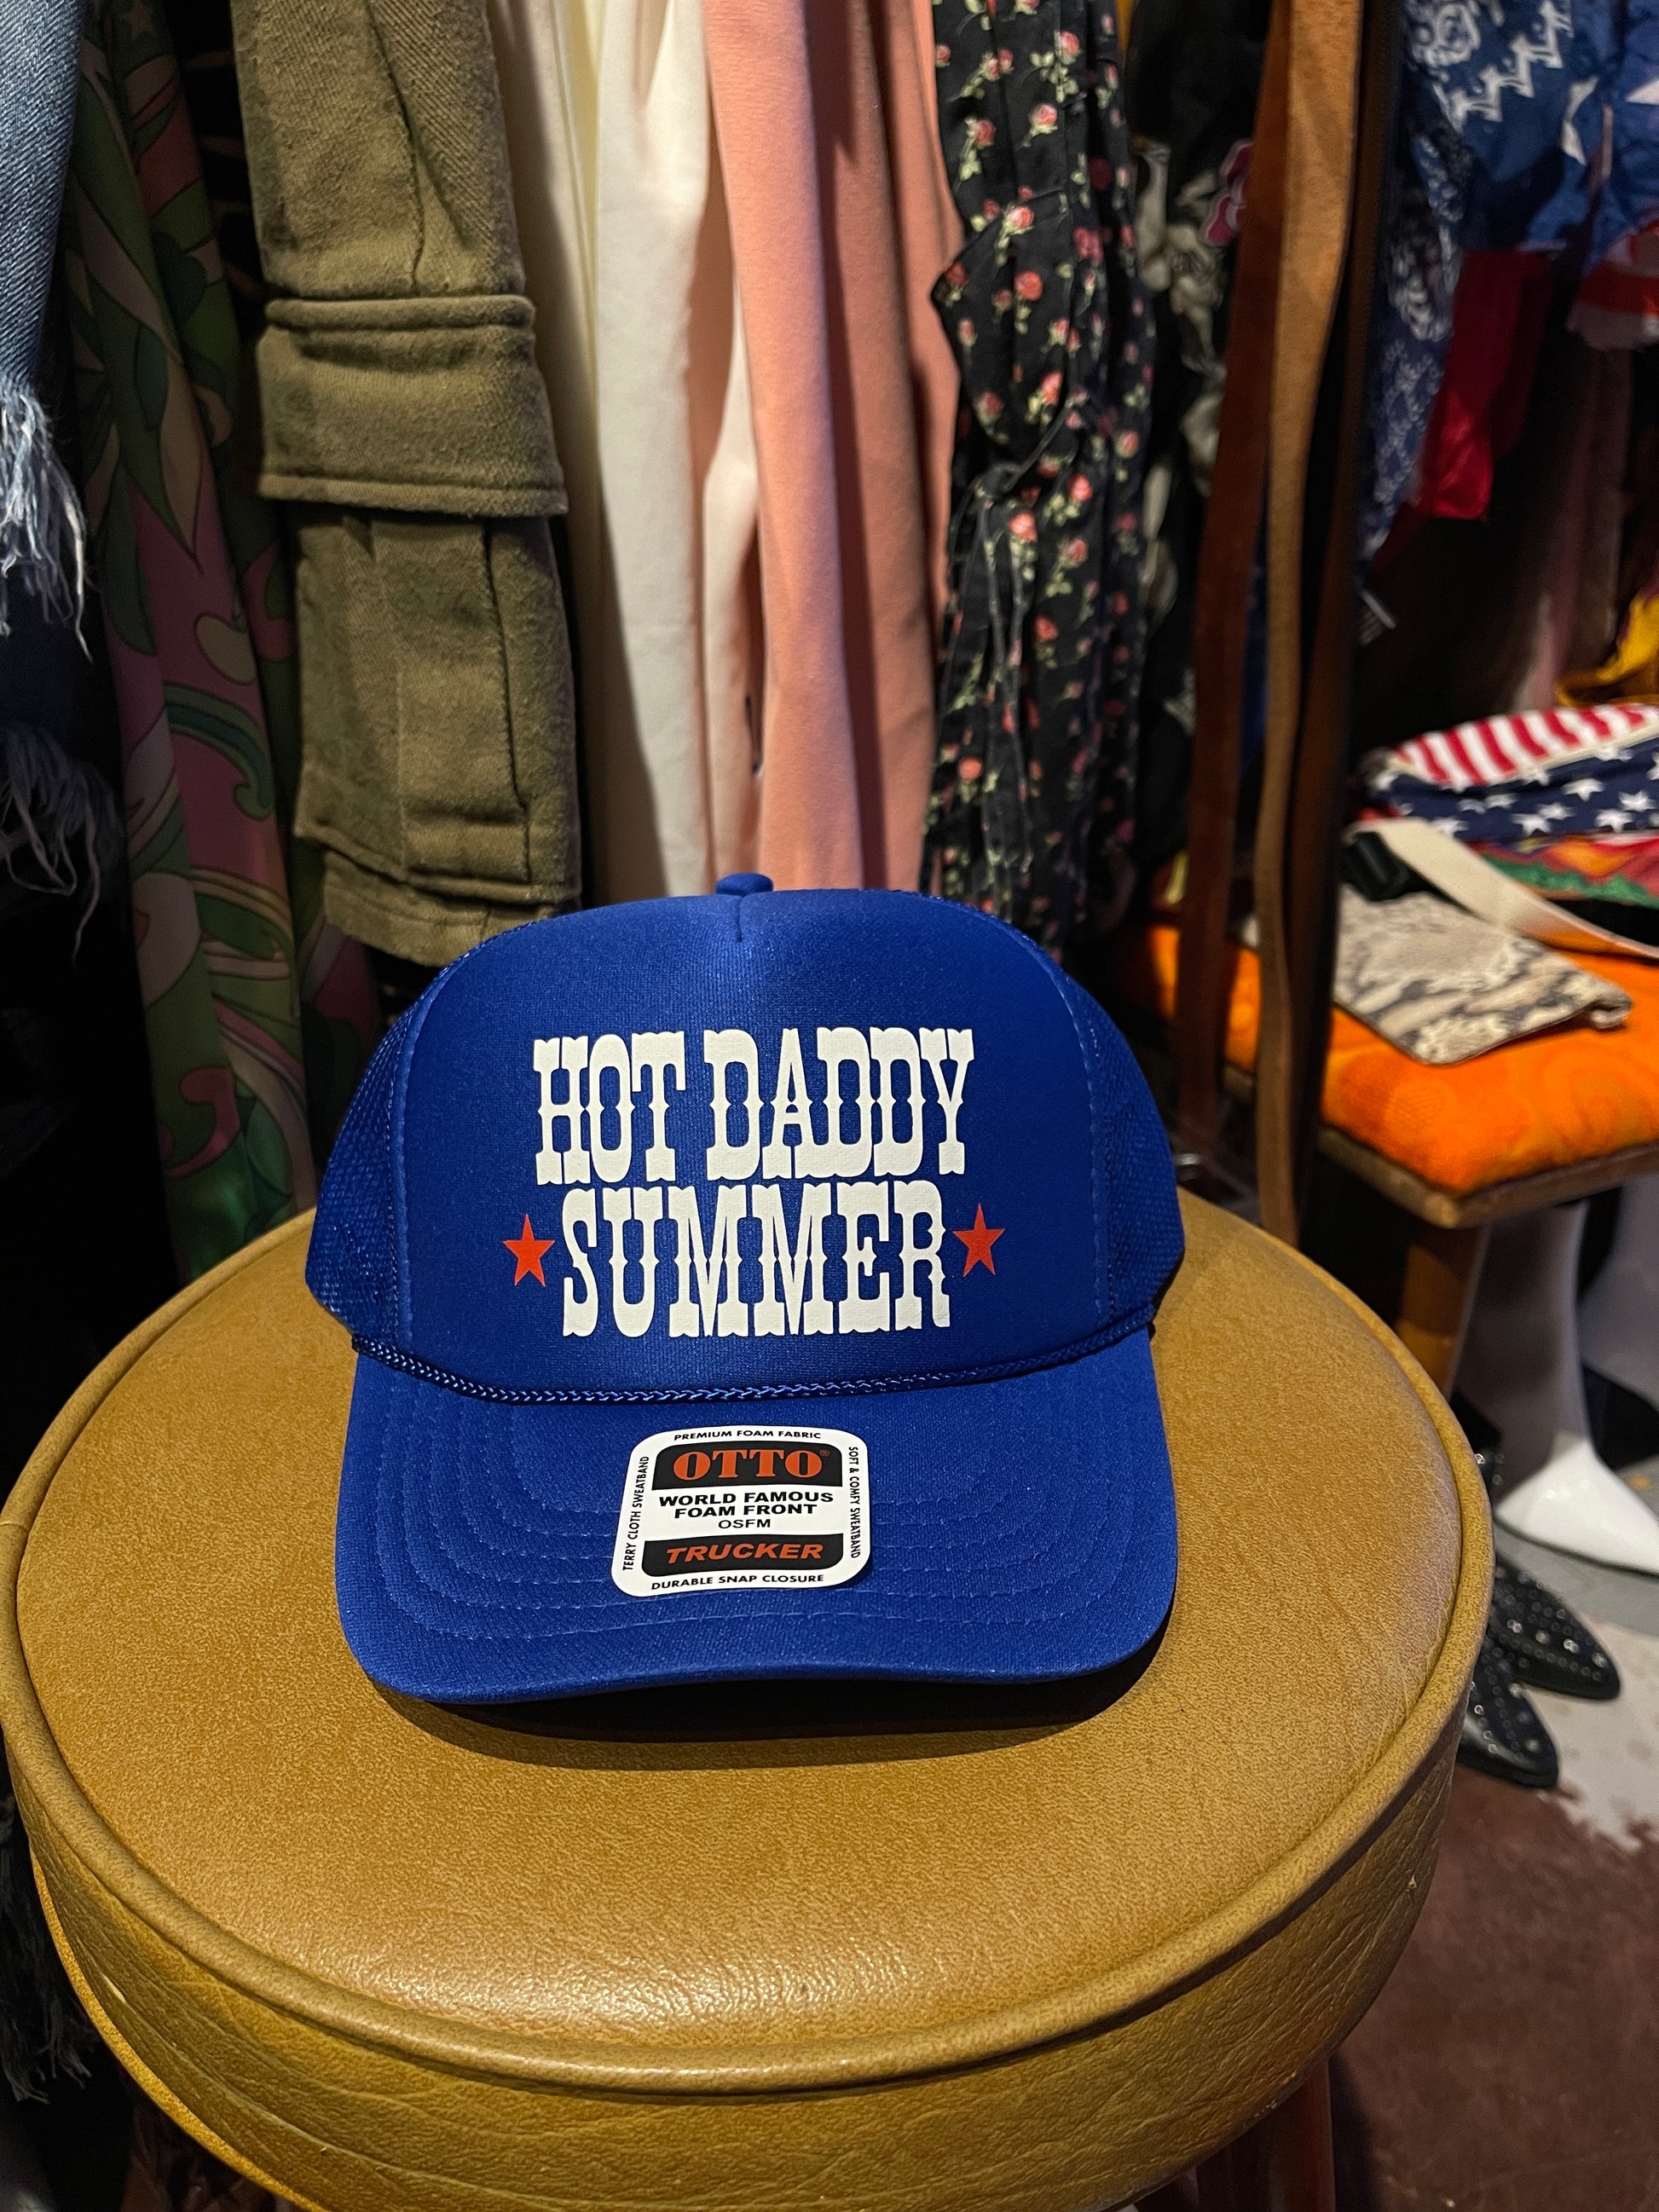 HOT DADDY
SUMMER
PREMIUM FOAM FABRIC
TERRY CLOTH SWEATBAND
OTTO®
WORLD FAMOUS
FOAM FRONT
OSFM
TRUCKER
SOFT & COMFY SWEATBAND
DURABLE SNAP CLOSURE